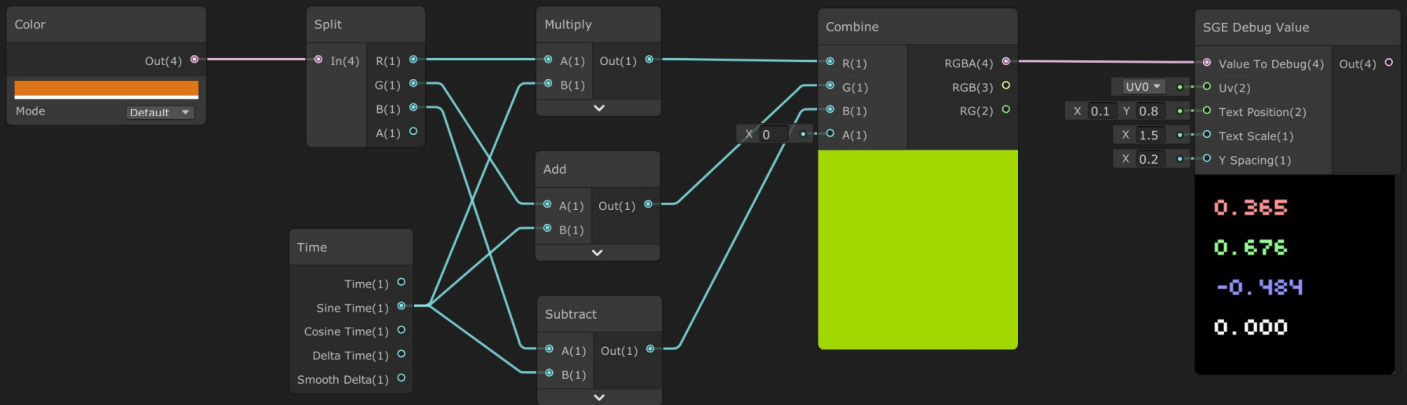 Color
Out(4)
Mode
Default
Split
In(4)
R(1)
G(1)
B(1)
A(1)
Time
Time(1)
Sine Time(1)
Cosine Time(1)
Delta Time(1)
Smooth Delta(1)
Multiply
A(1) Out(1)
B(1)
Add
A(1) Out(1)
B(1)
Subtract
A(1) Out(1)
B(1)
Combine
R(1) RGBA(4)
G(1) RGB(3)
B(1) RG(2)
X 0 A(1)
SGE Debug Value
Value To Debug(4) Out(4)
UV0 Uv(2)
X 0.1 Y 0.8 Text Position(2)
X 1.5 Text Scale(1)
X 0.2 Y Spacing(1)
0.365
0.676
-0.484
0.000